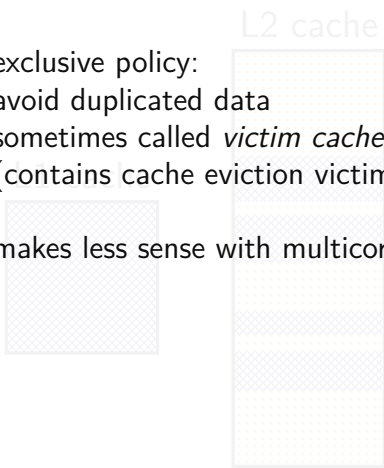 L2 cache
exclusive policy:
avoid duplicated data
sometimes called victim cache
(contains cache eviction victim
makes less sense with multicor